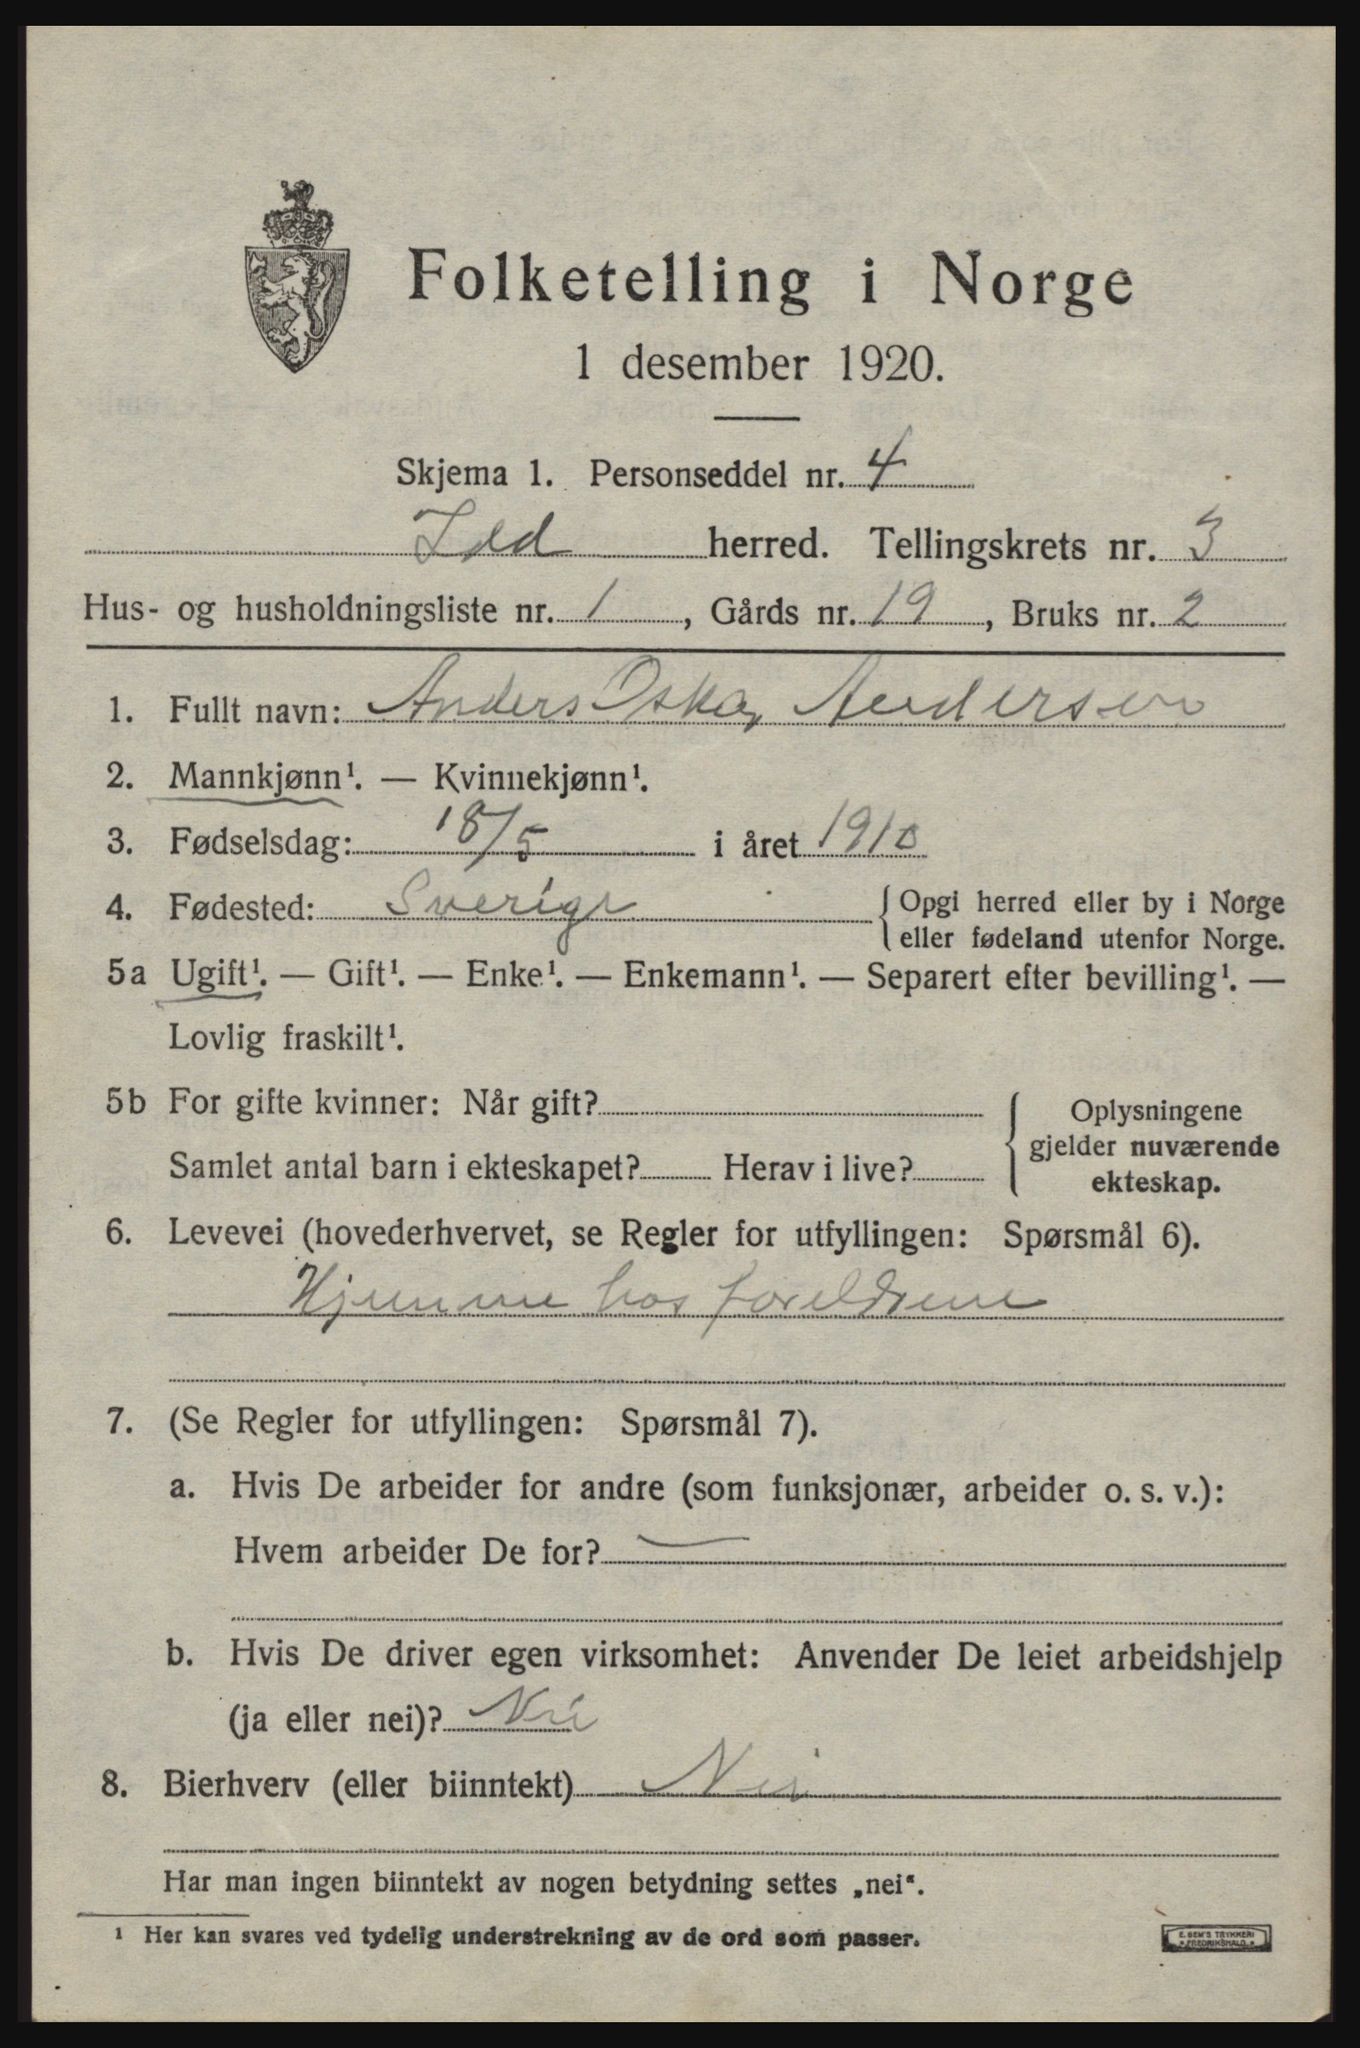 Folketelling i Norge
1 desember 1920.
Skjema 1. Personseddel nr. 4
Idd herred. Tellingskrets nr. 3
Hus- og husholdningsliste nr. 1, Gårds nr. 19, Bruks nr. 2
1. Fullt navn: Anders Oskar Andersen
2. Mannkjønn¹. — Kvinnekjønn¹.
3. Fødselsdag: 18/5 i året 1910
4. Fødested: Sverige {Opgi herred eller by i Norge
eller fødeland utenfor Norge.
5a Ugift¹. — Gift¹. — Enke¹. — Enkemann¹. — Separert efter bevilling¹. —
Lovlig fraskilt¹.
5b For gifte kvinner: Når gift?
Samlet antal barn i ekteskapet? Herav i live?
Oplysningene
gjelder nuværende
ekteskap.
6. Levevei (hovederhvervet, se Regler for utfyllingen: Spørsmål 6).
Hjemme hos foreldrene
7. (Se Regler for utfyllingen: Spørsmål 7).
a. Hvis De arbeider for andre (som funksjonær, arbeider o. s. v.):
Hvem arbeider De for? —
b. Hvis De driver egen virksomhet: Anvender De leiet arbeidshjelp
(ja eller nei)? Nei
8. Bierhverv (eller biinntekt) Nei
Har man ingen biinntekt av nogen betydning settes „nei“.
¹ Her kan svares ved tydelig understrekning av de ord som passer.
E. SEM'S TRYKKERI
FREDRIKSHALD